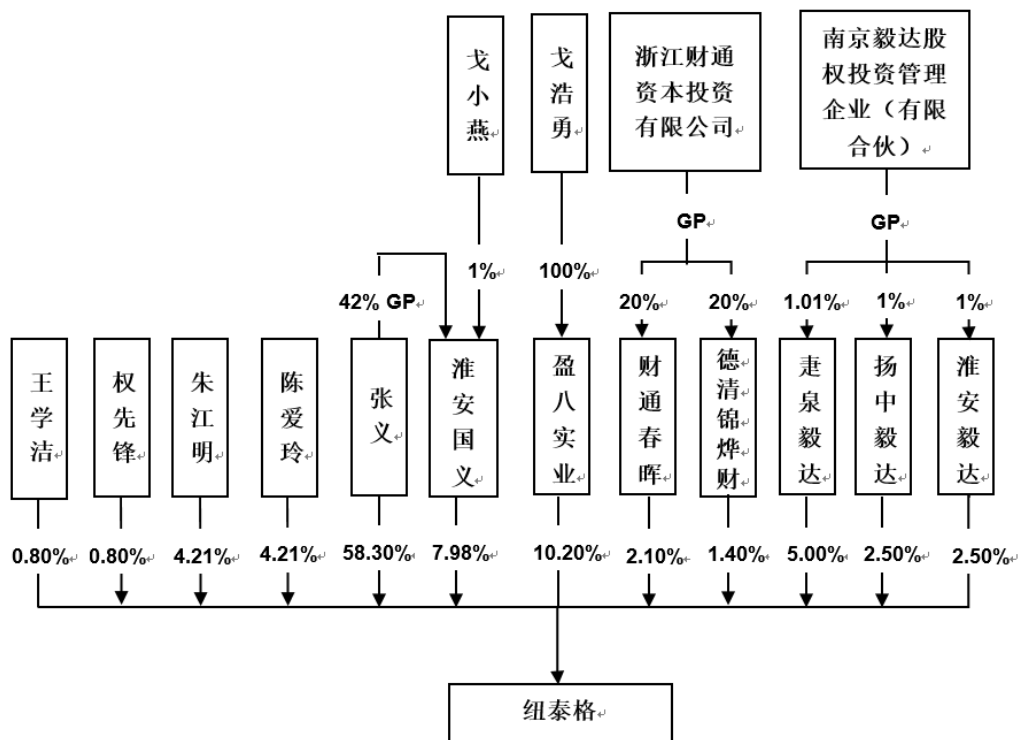 戈小燕
戈浩勇
浙江财通
资本投资
有限公司
南京毅达股
权投资管理
企业（有限
合伙）
GP
GP
42% GP
1%
100%
20%
20%
1.01%
1%
1%
王学洁
权先锋
朱江明
陈爱玲
张义
淮安国义
盈八实业
财通春晖
德清锦烨财
疌泉毅达
扬中毅达
淮安毅达
0.80%
0.80%
4.21%
4.21%
58.30%
7.98%
10.20%
2.10%
1.40%
5.00%
2.50%
2.50%
纽泰格